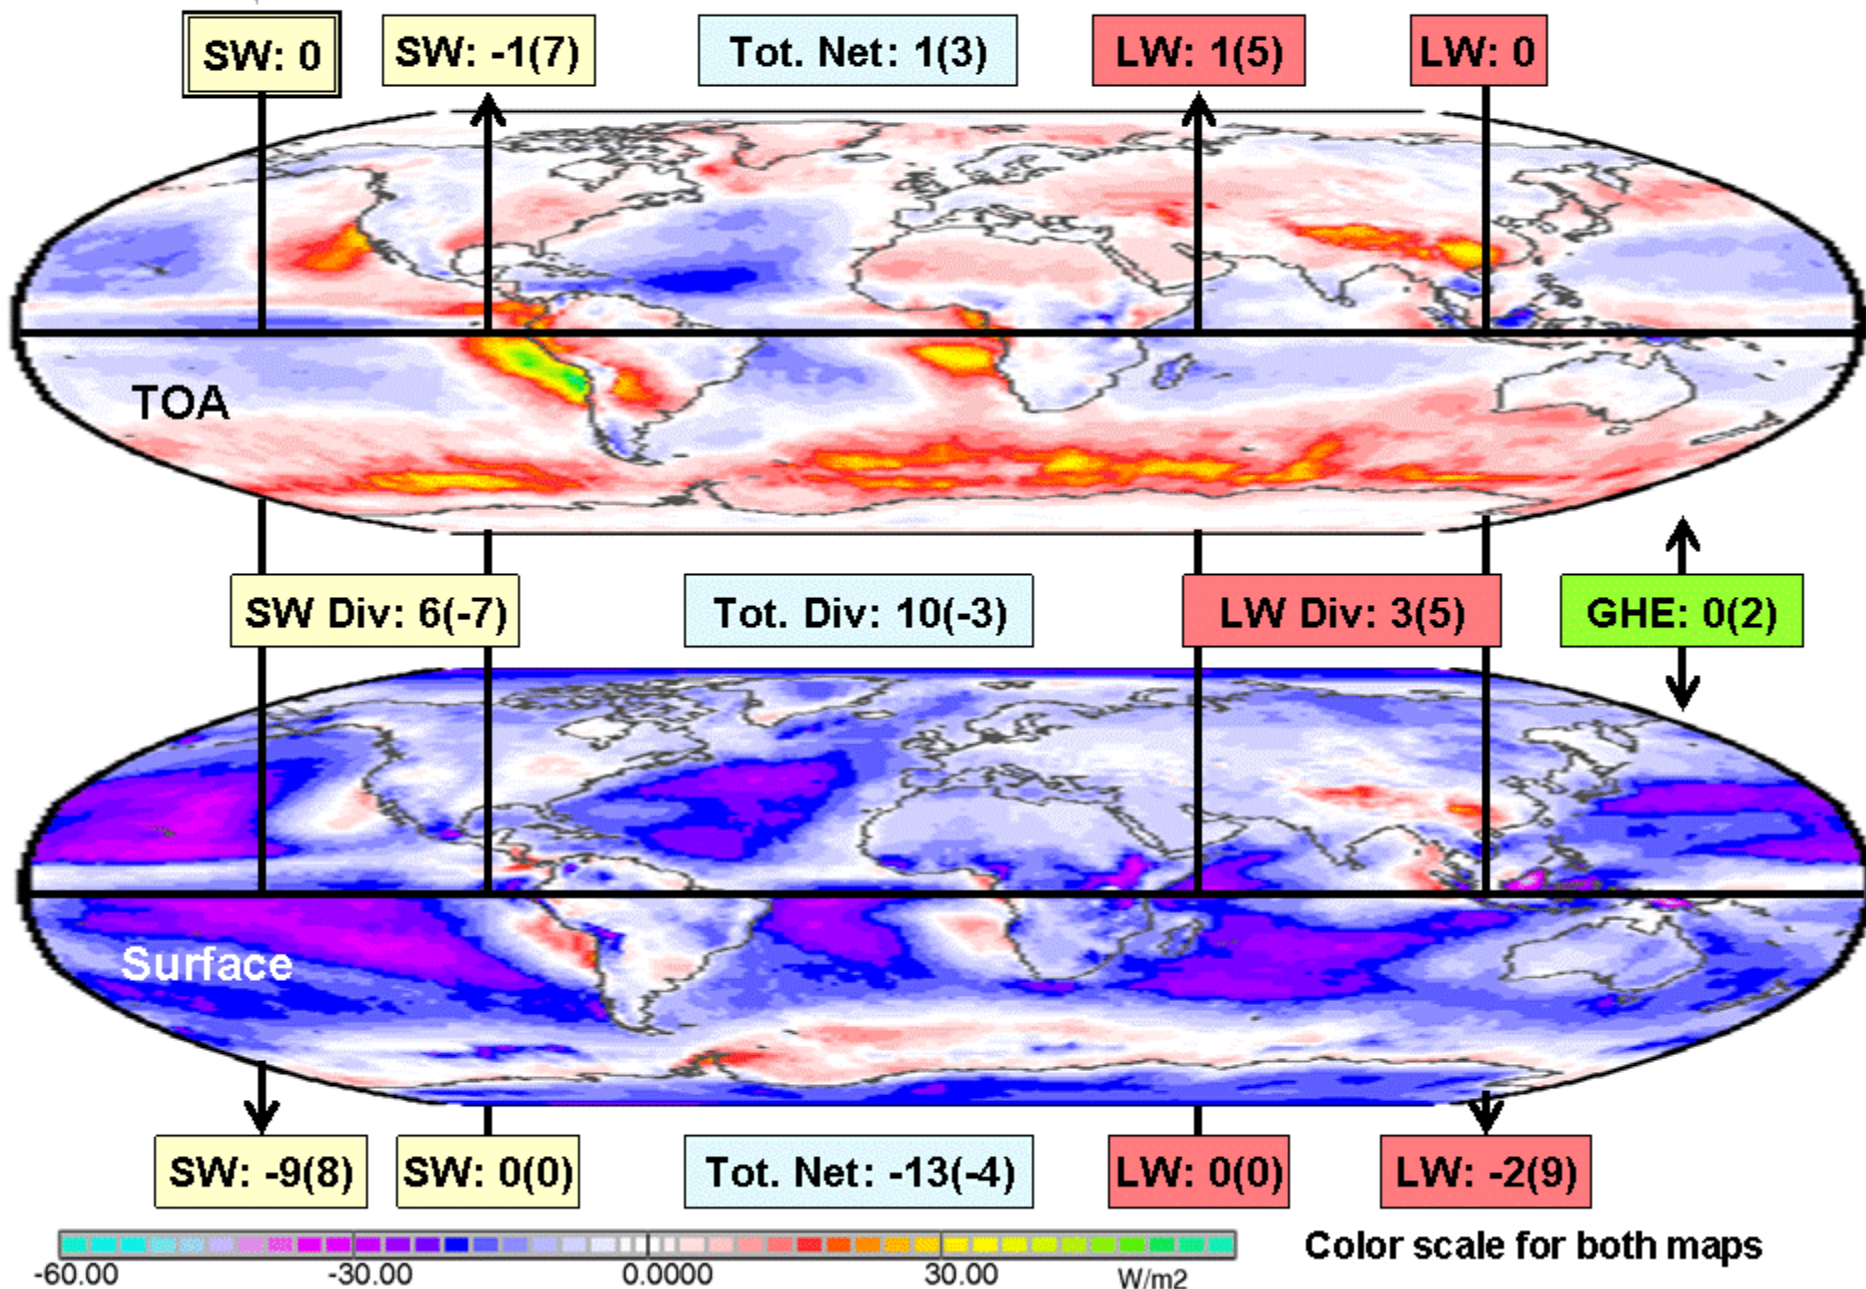 SW: 0
SW: -1(7)
Tot. Net: 1(3)
LW: 1(5)
LW: 0
TOA
SW Div: 6(-7)
Tot. Div: 10(-3)
LW Div: 3(5)
GHE: 0(2)
Surface
SW: -9(8)
SW: 0(0)
Tot. Net: -13(-4)
LW: 0(0)
LW: -2(9)
Color scale for both maps
-60.00
-30.00
0.0000
30.00
W/m2